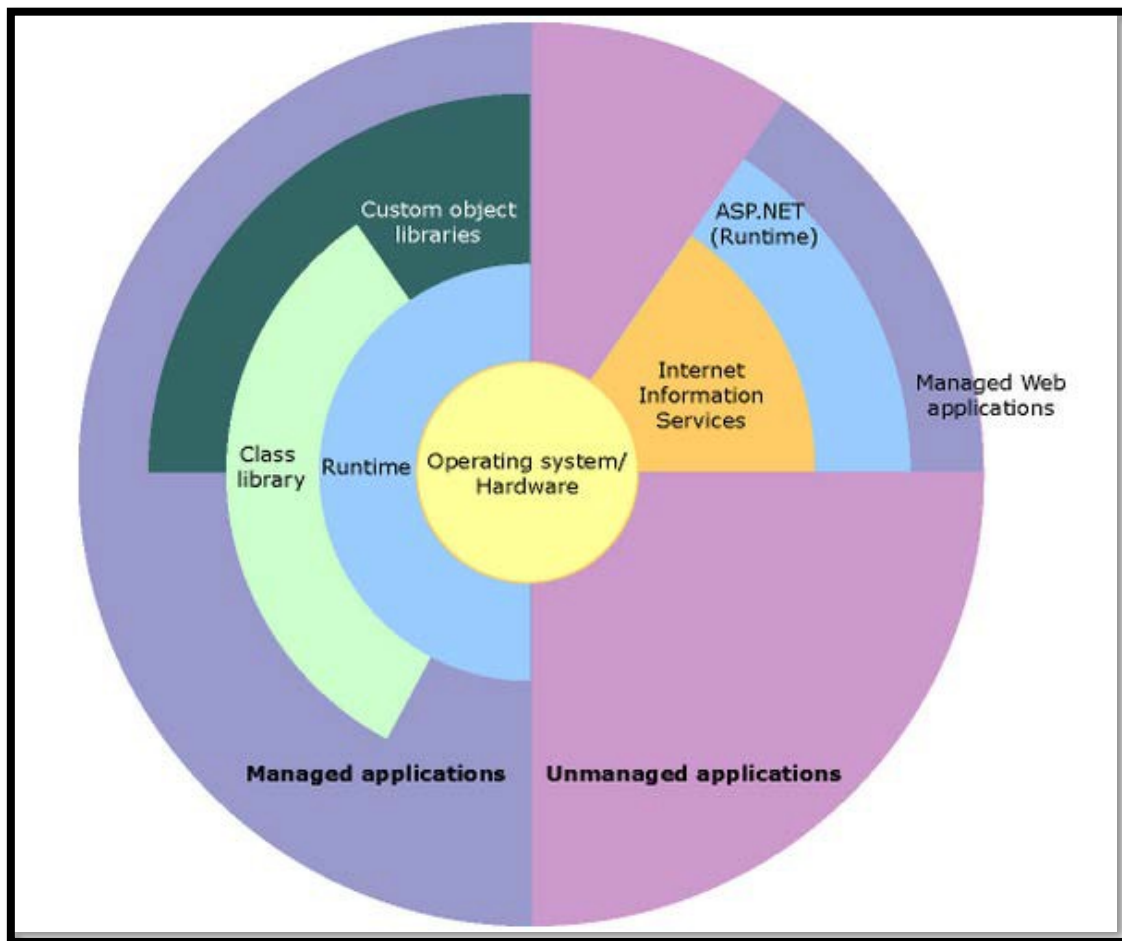 Custom object
libraries
ASP.NET
(Runtime)
Internet
Information
Services
Managed Web
applications
Class
library
Runtime
Operating system/
Hardware
Managed applications
Unmanaged applications